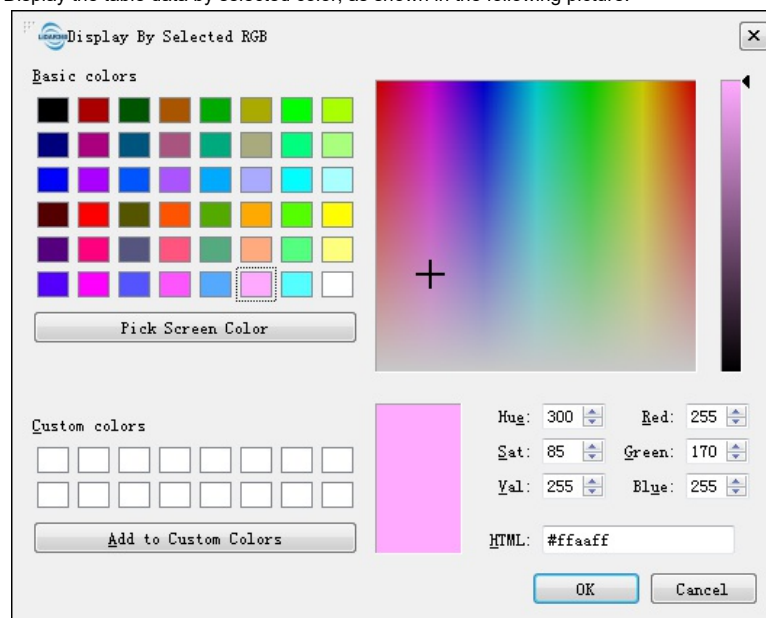 Display the table data by selected color, as shown in the following picture.
Display By Selected RGB
Basic colors
Pick Screen Color
Custom colors
Add to Custom Colors
Hue: 300 Red: 255
Sat: 85 Green: 170
Val: 255 Blue: 255
HTML: #ffaaff
OK Cancel